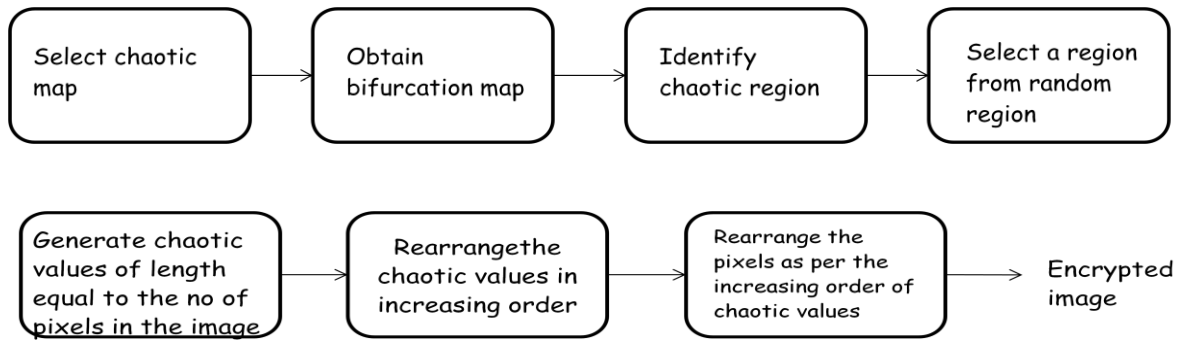 Select chaotic
map
Obtain
bifurcation map
Identify
chaotic region
Select a region
from random
region
Generate chaotic
values of length
equal to the no of
pixels in the image
Rearrangethe
chaotic values in
increasing order
Rearrange the
pixels as per the
increasing order of
chaotic values
Encrypted
image